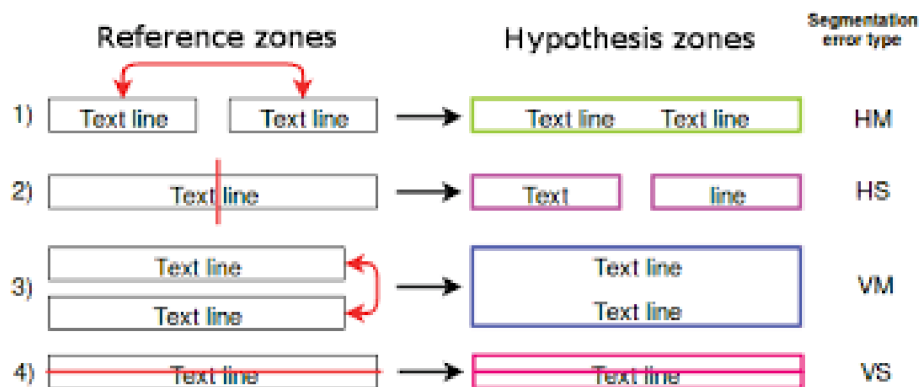 Reference zones Hypothesis zones Segmentation
error type
1) Text line Text line Text line Text line HM
2) Text line Text line HS
3) Text line Text line VM
Text line Text line
4) Text line Text line VS